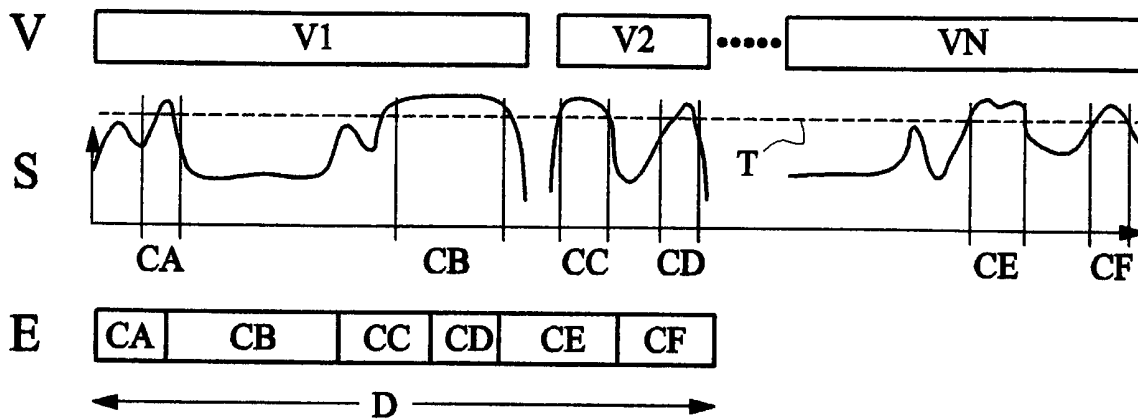 V V1 V2 VN
S T
CA CB CC CD CE CF
E CA CB CC CD CE CF
D